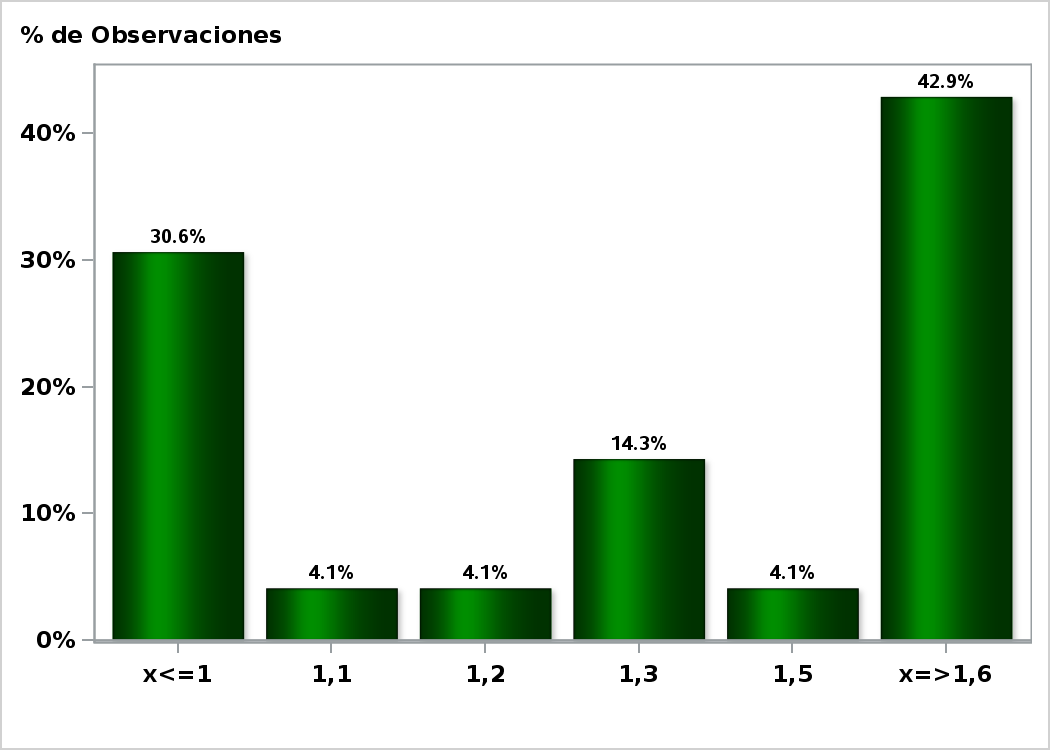 % de Observaciones
42.9%
40%
30.6%
30%
20%
14.3%
10%
4.1% 4.1% 4.1%
0%
x<=1 1,1 1,2 1,3 1,5 x=>1,6